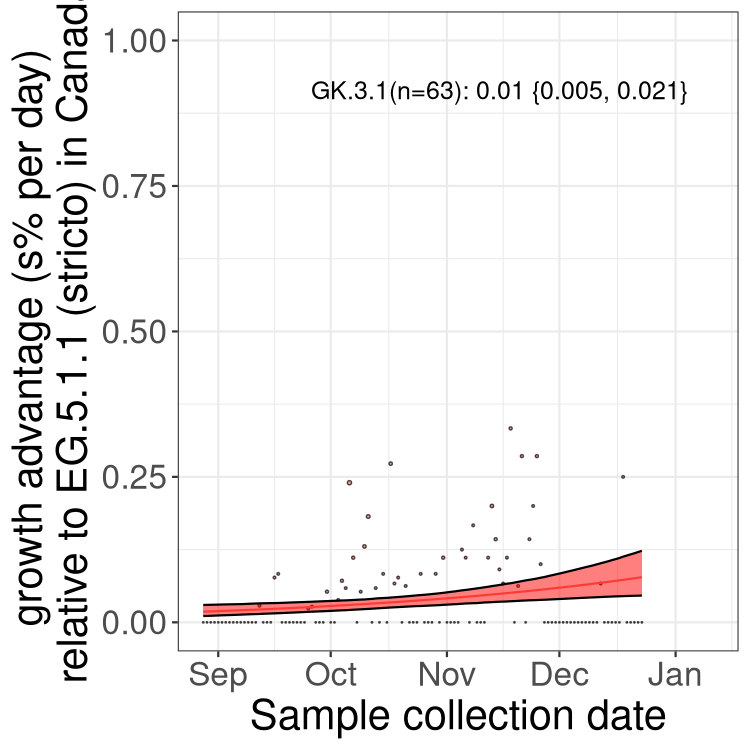 growth advantage (s% per day)
relative to EG.5.1.1 (stricto) in Canada
1.00
0.75
0.50
0.25
0.00
GK.3.1(n=63): 0.01 {0.005, 0.021}
Sep Oct Nov Dec Jan
Sample collection date